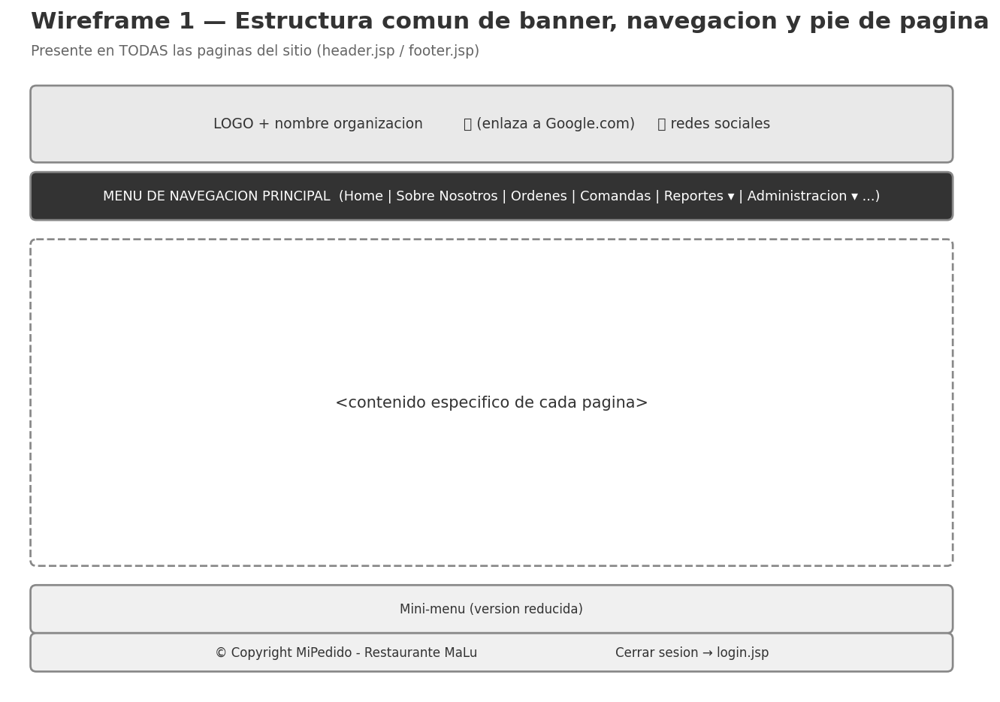 Wireframe 1 — Estructura comun de banner, navegacion y pie de pagina
Presente en TODAS las paginas del sitio (header.jsp / footer.jsp)
LOGO + nombre organizacion (enlaza a Google.com) redes sociales
MENU DE NAVEGACION PRINCIPAL (Home | Sobre Nosotros | Ordenes | Comandas | Reportes ▾ | Administracion ▾ ...)
<contenido especifico de cada pagina>
Mini-menu (version reducida)
© Copyright MiPedido - Restaurante MaLu Cerrar sesion → login.jsp